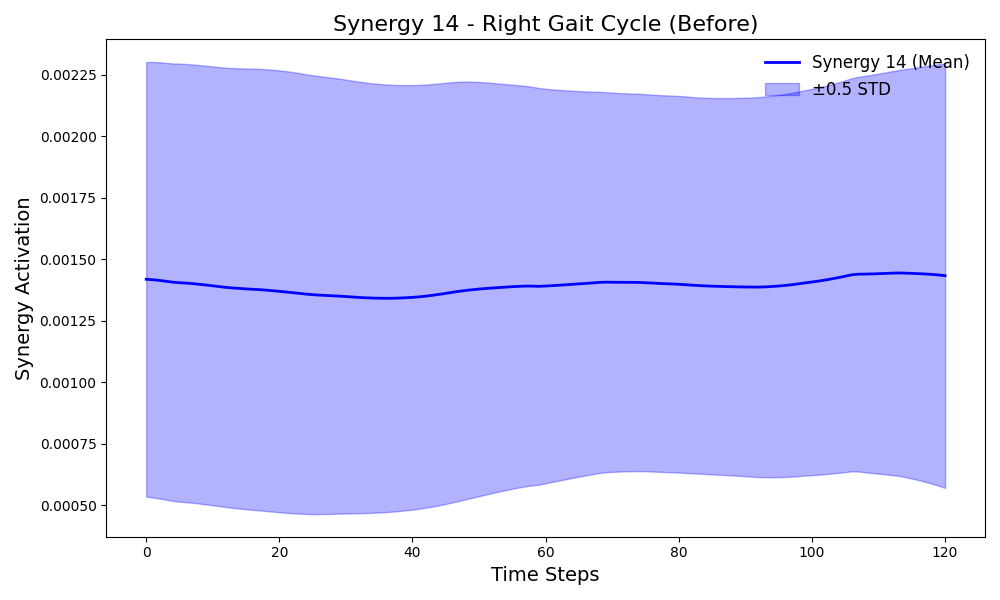 Synergy 14 - Right Gait Cycle (Before)
Synergy 14 (Mean)
±0.5 STD
0.00225
0.00200
0.00175
0.00150
0.00125
0.00100
0.00075
0.00050
Synergy Activation
0 20 40 60 80 100 120
Time Steps